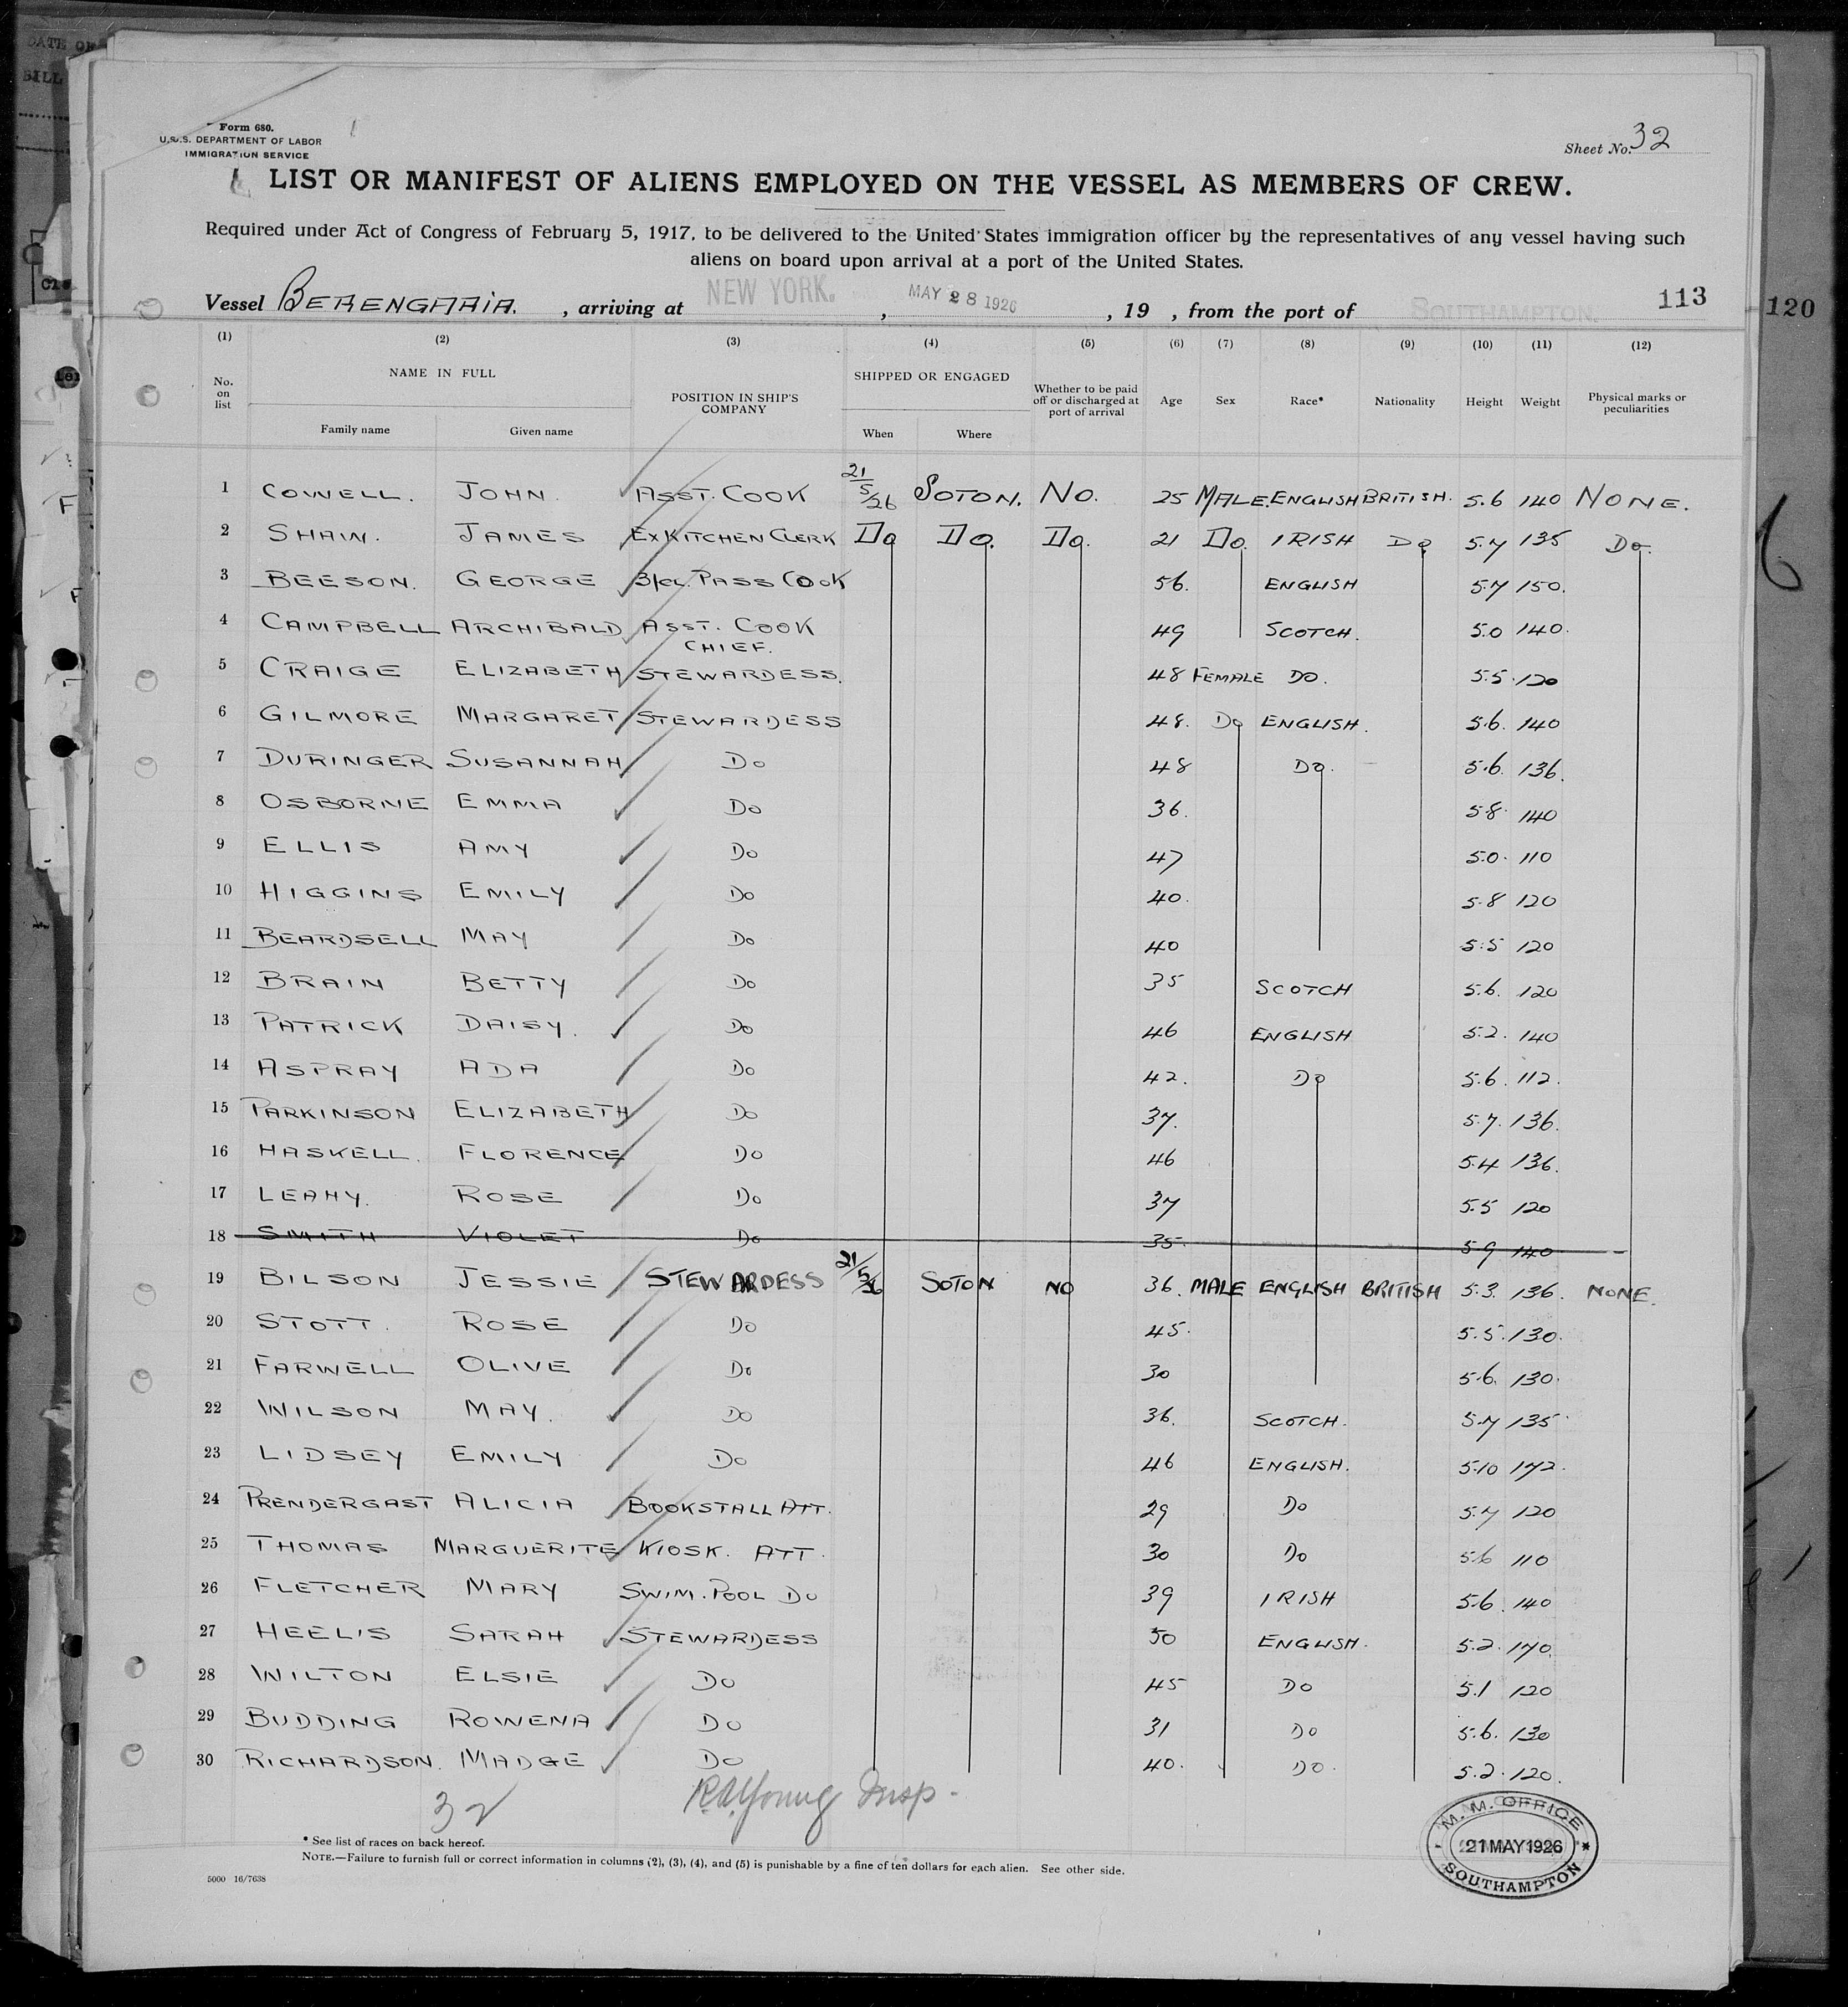 Form 680.
U.S. DEPARTMENT OF LABOR
IMMIGRATION SERVICE
Sheet No. 32
LIST OR MANIFEST OF ALIENS EMPLOYED ON THE VESSEL AS MEMBERS OF CREW.
Required under Act of Congress of February 5, 1917, to be delivered to the United States immigration officer by the representatives of any vessel having such
aliens on board upon arrival at a port of the United States.
Vessel BERENGARIA. , arriving at NEW YORK. , MAY 28 1926 , 19 , from the port of SOUTHAMPTON. 113
120
(1) (2) (3) (4) (5) (6) (7) (8) (9) (10) (11) (12)
No. on list NAME IN FULL Family name Given name POSITION IN SHIP'S COMPANY SHIPPED OR ENGAGED When Where Whether to be paid off or discharged at port of arrival Age Sex Race* Nationality Height Weight Physical marks or peculiarities
1 COWELL. JOHN. ASST. COOK 21/5/26 SOTON. NO. 25 MALE. ENGLISH BRITISH. 5.6 140 NONE.
2 SHAW. JAMES EX KITCHEN CLERK Do Do. Do. 21 Do. IRISH Do 5.7 135 Do.
3 BEESON. GEORGE 3/CL. PASS COOK 56. ENGLISH 5.7 150.
4 CAMPBELL ARCHIBALD ASST. COOK 49 SCOTCH. 5.0 140.
5 CRAIGE ELIZABETH CHIEF. STEWARDESS. 48 FEMALE DO. 5.5 120
6 GILMORE MARGARET STEWARDESS 48. Do ENGLISH. 5.6. 140
7 DURINGER SUSANNAH Do 48 Do. 5.6. 136.
8 OSBORNE EMMA Do 36. 5.8. 140
9 ELLIS AMY Do 47 5.0. 110
10 HIGGINS EMILY Do 40. 5.8 120
11 BEARDSELL MAY Do 40 5.5 120
12 BRAIN BETTY Do 35 SCOTCH 5.6. 120
13 PATRICK DAISY. Do 46 ENGLISH 5.2. 140
14 ASPRAY ADA Do 42. Do 5.6. 112.
15 PARKINSON ELIZABETH Do 37. 5.7. 136.
16 HASKELL. FLORENCE Do 46 5.4 136.
17 LEAHY. ROSE Do 37 5.5 120
18 SMITH VIOLET Do 35. 5.9 140
19 BILSON JESSIE STEWARDESS 21/5/26 SOTON NO 36. MALE ENGLISH BRITISH 5.3. 136. NONE.
20 STOTT. ROSE Do 45. 5.5. 130.
21 FARWELL OLIVE Do 30 5.6. 130.
22 WILSON MAY. Do 36. SCOTCH. 5.7 135
23 LIDSEY EMILY Do 46 ENGLISH. 5.10 172.
24 PRENDERGAST ALICIA BOOKSTALL ATT. 29 Do 5.7 120
25 THOMAS MARGUERITE KIOSK. ATT. 30 Do 5.6 110
26 FLETCHER MARY SWIM. POOL Do 39 IRISH 5.6. 140
27 HEELIS SARAH STEWARDESS 50 ENGLISH. 5.2. 170.
28 WILTON ELSIE Do 45 Do 5.1 120
29 BUDDING ROWENA Do 31 Do 5.6. 130
30 RICHARDSON. MADGE Do 40. Do. 5.2. 120.
32
R.A. Young Insp.
* See list of races on back hereof.
NOTE.—Failure to furnish full or correct information in columns (2), (3), (4), and (5) is punishable by a fine of ten dollars for each alien. See other side.
5000 16/7638
M. M. OFFICE
21 MAY 1926
SOUTHAMPTON